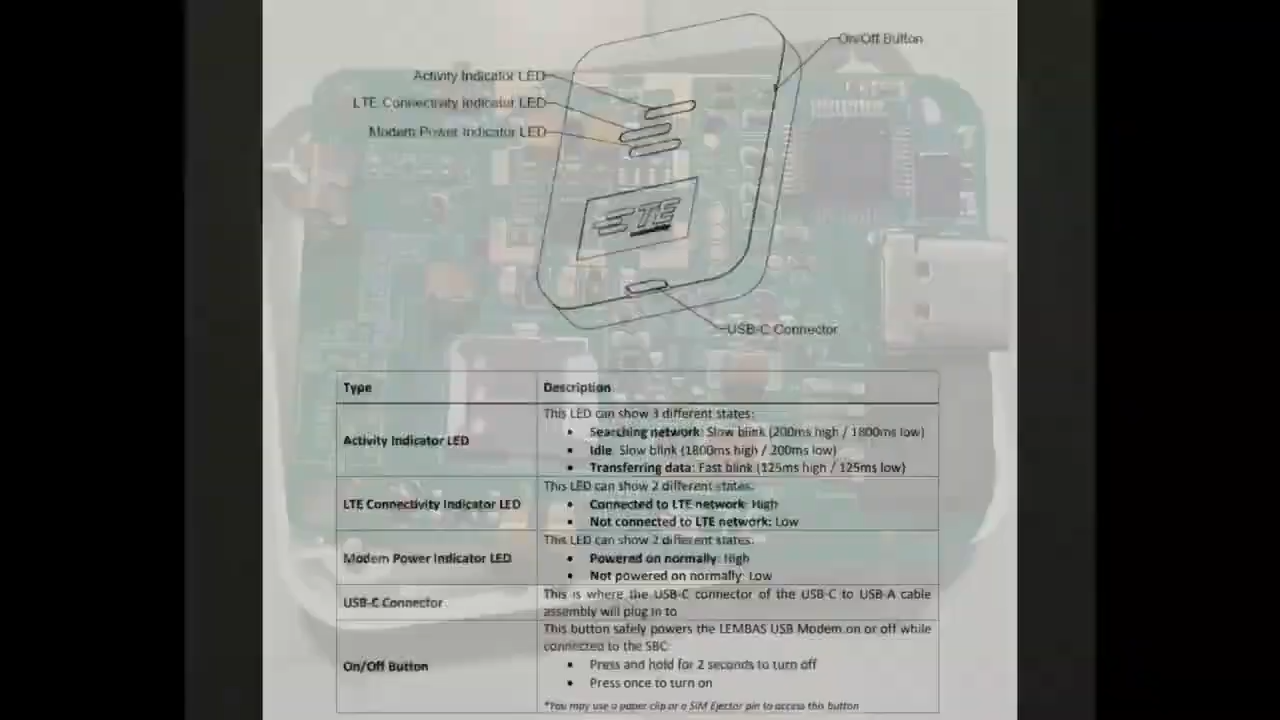 On/Off Button
Activity Indicator LED
LTE Connectivity Indicator LED
Modem Power Indicator LED
TE
USB-C Connector
Type Description
Activity Indicator LED
This LED can show 3 different states:
• Searching network: Slow blink (200ms high / 1800ms low)
• Idle: Slow blink (1800ms high / 200ms low)
• Transferring data: Fast blink (125ms high / 125ms low)
LTE Connectivity Indicator LED
This LED can show 2 different states:
• Connected to LTE network: High
• Not connected to LTE network: Low
Modem Power Indicator LED
This LED can show 2 different states:
• Powered on normally: High
• Not powered on normally: Low
USB-C Connector
This is where the USB-C connector of the USB-C to USB-A cable
assembly will plug in to
On/Off Button
This button safely powers the LEMBAS USB Modem on or off while
connected to the SBC:
• Press and hold for 2 seconds to turn off
• Press once to turn on
*You may use a paper clip or a SIM Ejector pin to access this button